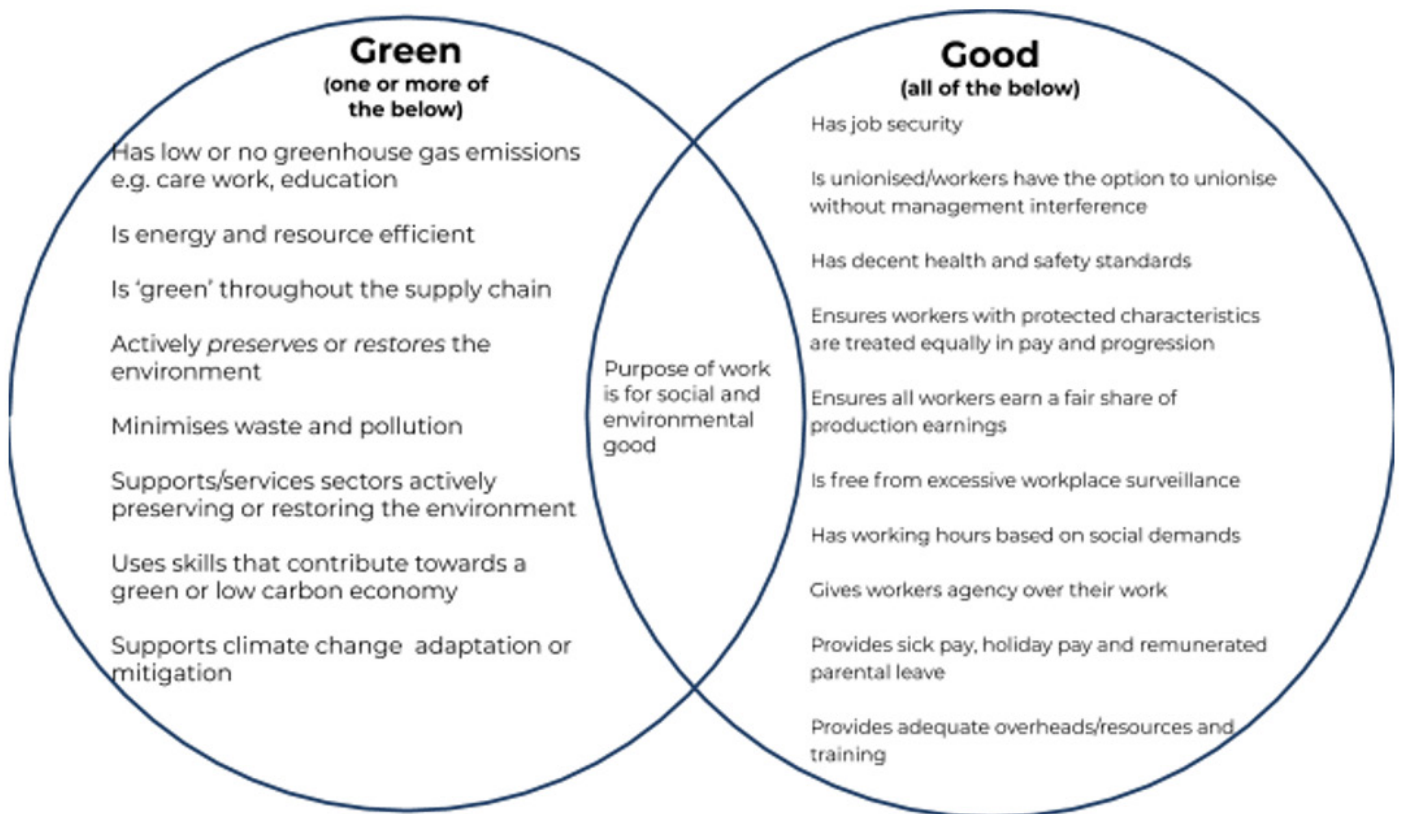 Green
(one or more of
the below)
Has low or no greenhouse gas emissions
e.g. care work, education
Is energy and resource efficient
Is ‘green’ throughout the supply chain
Actively preserves or restores the
environment
Minimises waste and pollution
Supports/services sectors actively
preserving or restoring the environment
Uses skills that contribute towards a
green or low carbon economy
Supports climate change adaptation or
mitigation
Purpose of work
is for social and
environmental
good
Good
(all of the below)
Has job security
Is unionised/workers have the option to unionise
without management interference
Has decent health and safety standards
Ensures workers with protected characteristics
are treated equally in pay and progression
Ensures all workers earn a fair share of
production earnings
Is free from excessive workplace surveillance
Has working hours based on social demands
Gives workers agency over their work
Provides sick pay, holiday pay and remunerated
parental leave
Provides adequate overheads/resources and
training